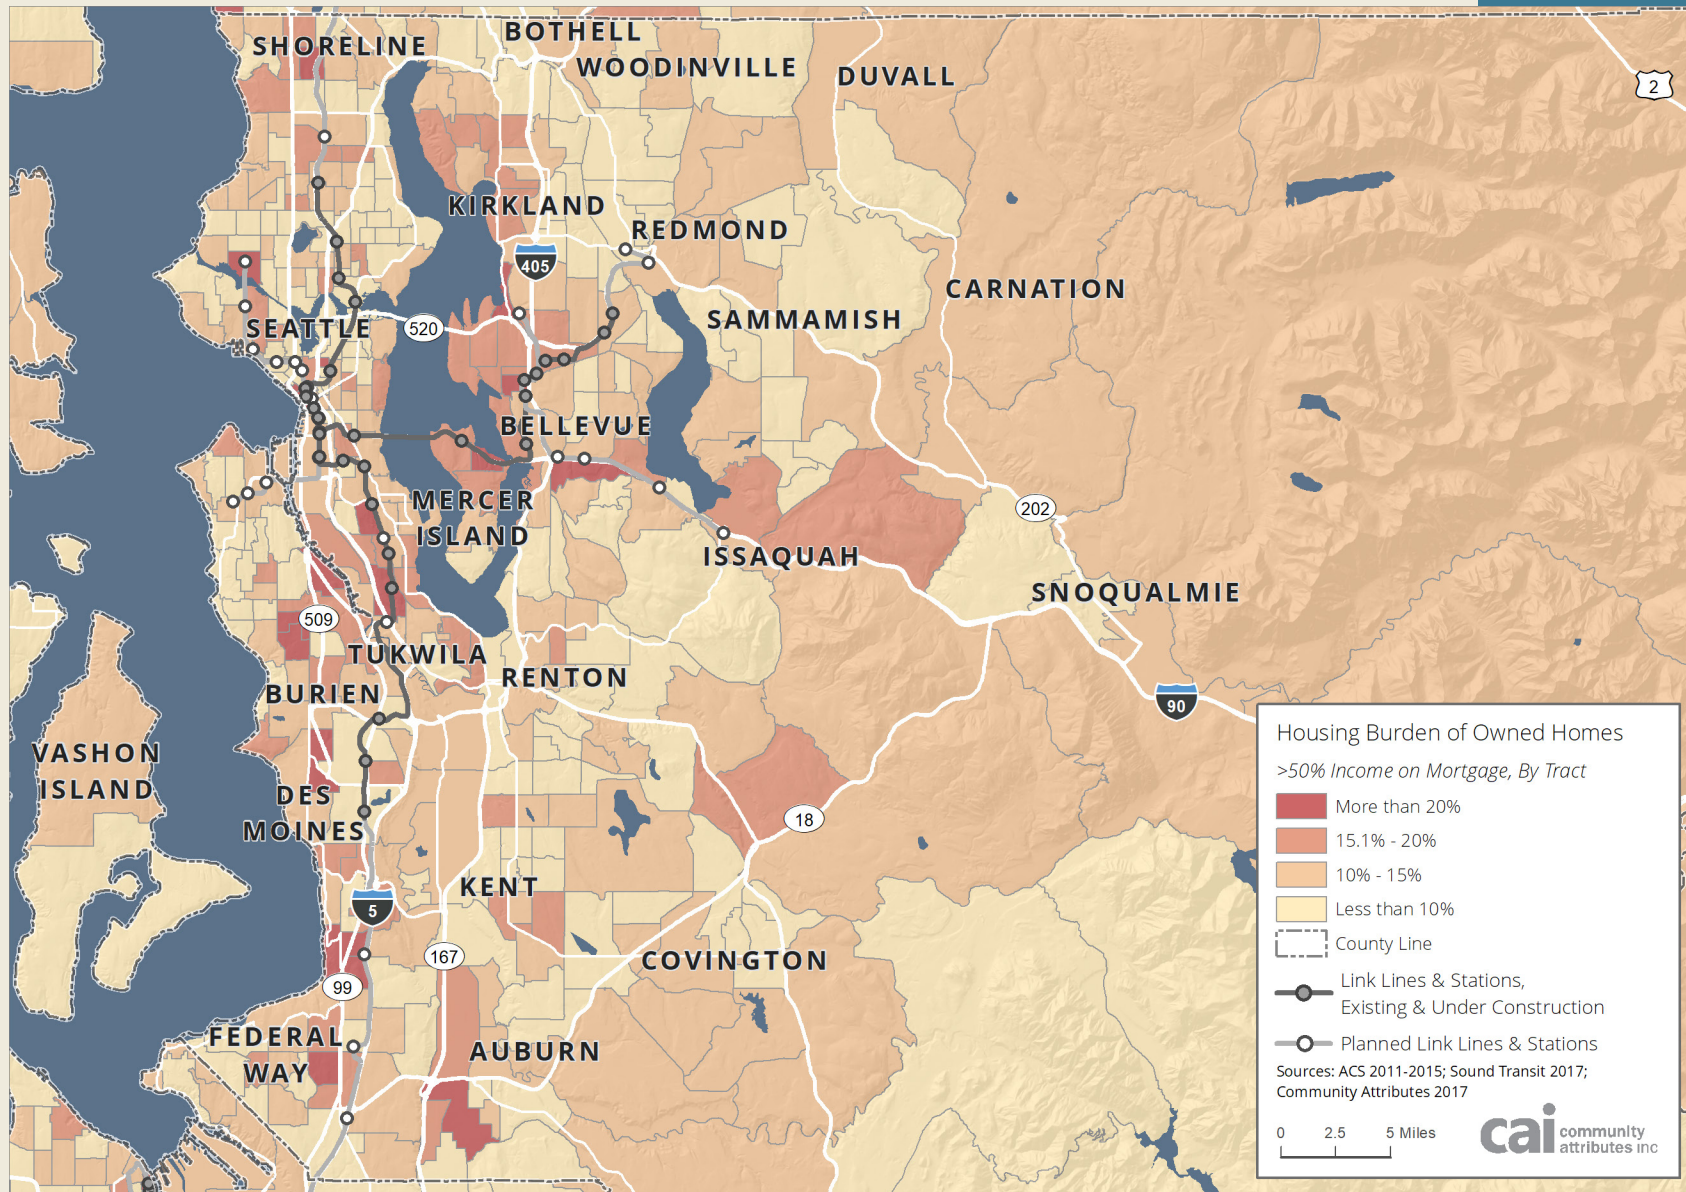 SHORELINE
BOTHELL
WOODINVILLE
DUVALL
2
KIRKLAND
REDMOND
405
CARNATION
SEATTLE
520
SAMMAMISH
BELLEVUE
MERCER
ISLAND
202
ISSAQUAH
SNOQUALMIE
509
TUKWILA
RENTON
BURIEN
90
VASHON
ISLAND
DES
MOINES
18
KENT
5
167
COVINGTON
99
FEDERAL
WAY
AUBURN
Housing Burden of Owned Homes
>50% Income on Mortgage, By Tract
More than 20%
15.1% - 20%
10% - 15%
Less than 10%
County Line
Link Lines & Stations,
Existing & Under Construction
Planned Link Lines & Stations
Sources: ACS 2011-2015; Sound Transit 2017;
Community Attributes 2017
0 2.5 5 Miles
cai community
attributes inc